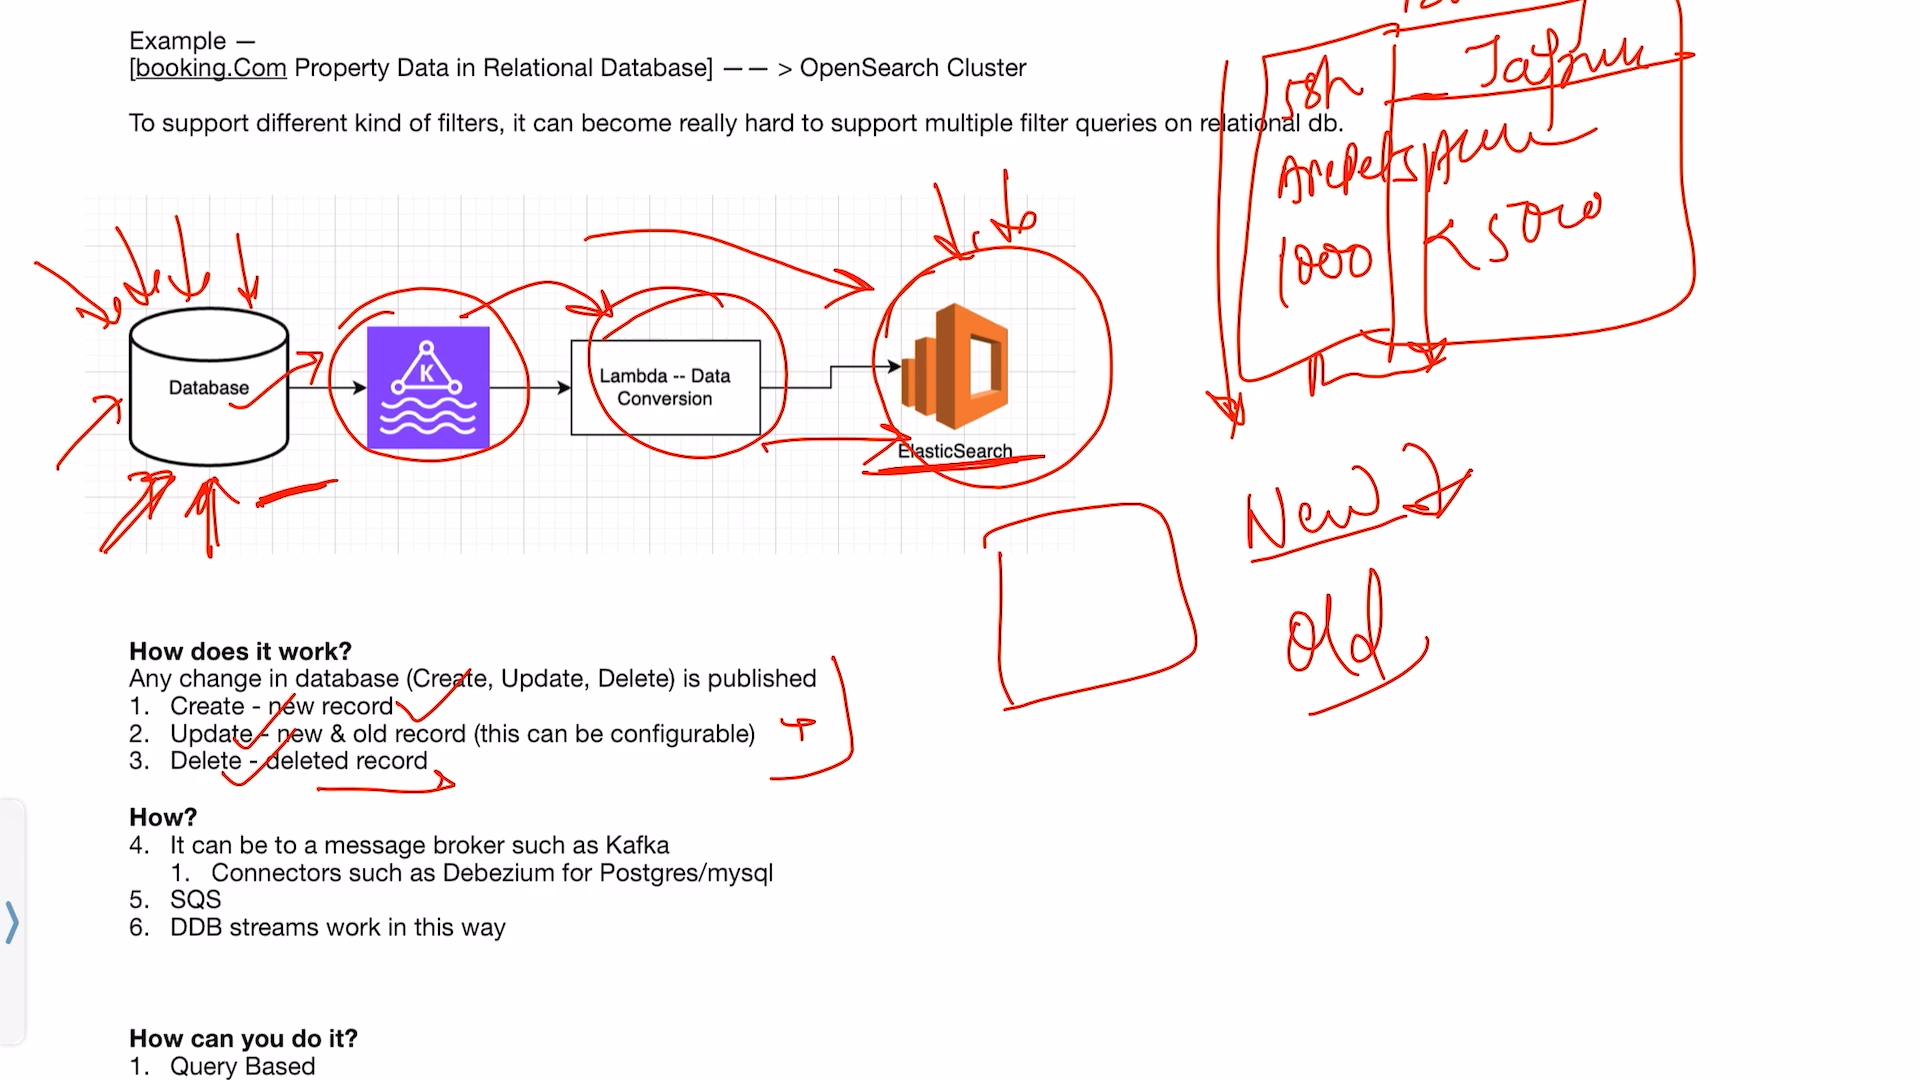 Example —
[booking.Com Property Data in Relational Database] — — > OpenSearch Cluster
To support different kind of filters, it can become really hard to support multiple filter queries on relational db.
1000
Database
K
Lambda -- Data
Conversion
ElasticSearch
New
old
How does it work?
Any change in database (Create, Update, Delete) is published
1. Create - new record
2. Update - new & old record (this can be configurable)
3. Delete - deleted record
How?
4. It can be to a message broker such as Kafka
1. Connectors such as Debezium for Postgres/mysql
5. SQS
6. DDB streams work in this way
How can you do it?
1. Query Based